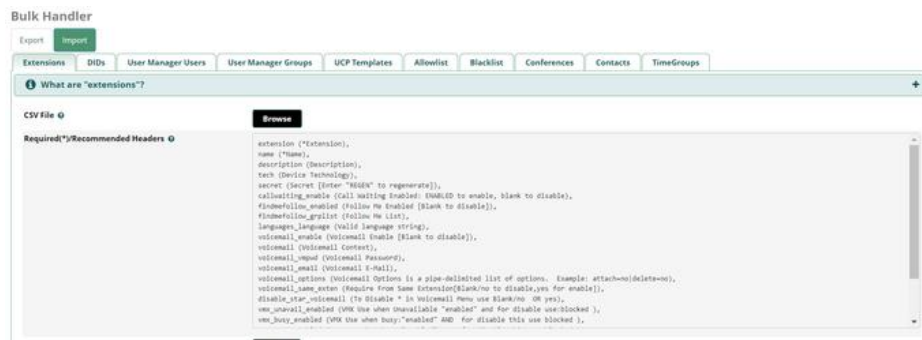 Bulk Handler
Export
Import
Extensions
DIDs
User Manager Users
User Manager Groups
UCP Templates
Allowlist
Blacklist
Conferences
Contacts
TimeGroups
What are "extensions"?
CSV File
Browse
Required(*)/Recommended Headers
extension (*Extension),
name (*Name),
description (Description),
tech (Device Technology),
secret (Secret [Enter "REGEN" to regenerate]),
callwaiting_enable (Call Waiting Enabled: ENABLED to enable, blank to disable),
findmefollow_enabled (Follow Me Enabled [Blank to disable]),
findmefollow_grplist (Follow Me List),
languages_language (Valid language string),
voicemail_enable (Voicemail Enable [Blank to disable]),
voicemail (Voicemail Context),
voicemail_vmpwd (Voicemail Password),
voicemail_email (Voicemail E-Mail),
voicemail_options (Voicemail Options is a pipe-delimited list of options.  Example: attach=no|delete=no),
voicemail_same_exten (Require From Same Extension[Blank/no to disable,yes for enable]),
disable_star_voicemail (To Disable * in Voicemail Menu use Blank/no  OR yes),
vmx_unavail_enabled (VMX Use when Unavailable "enabled" and for disable use:blocked ),
vmx_busy_enabled (VMX Use when busy:"enabled" AND  for disable this use blocked ),